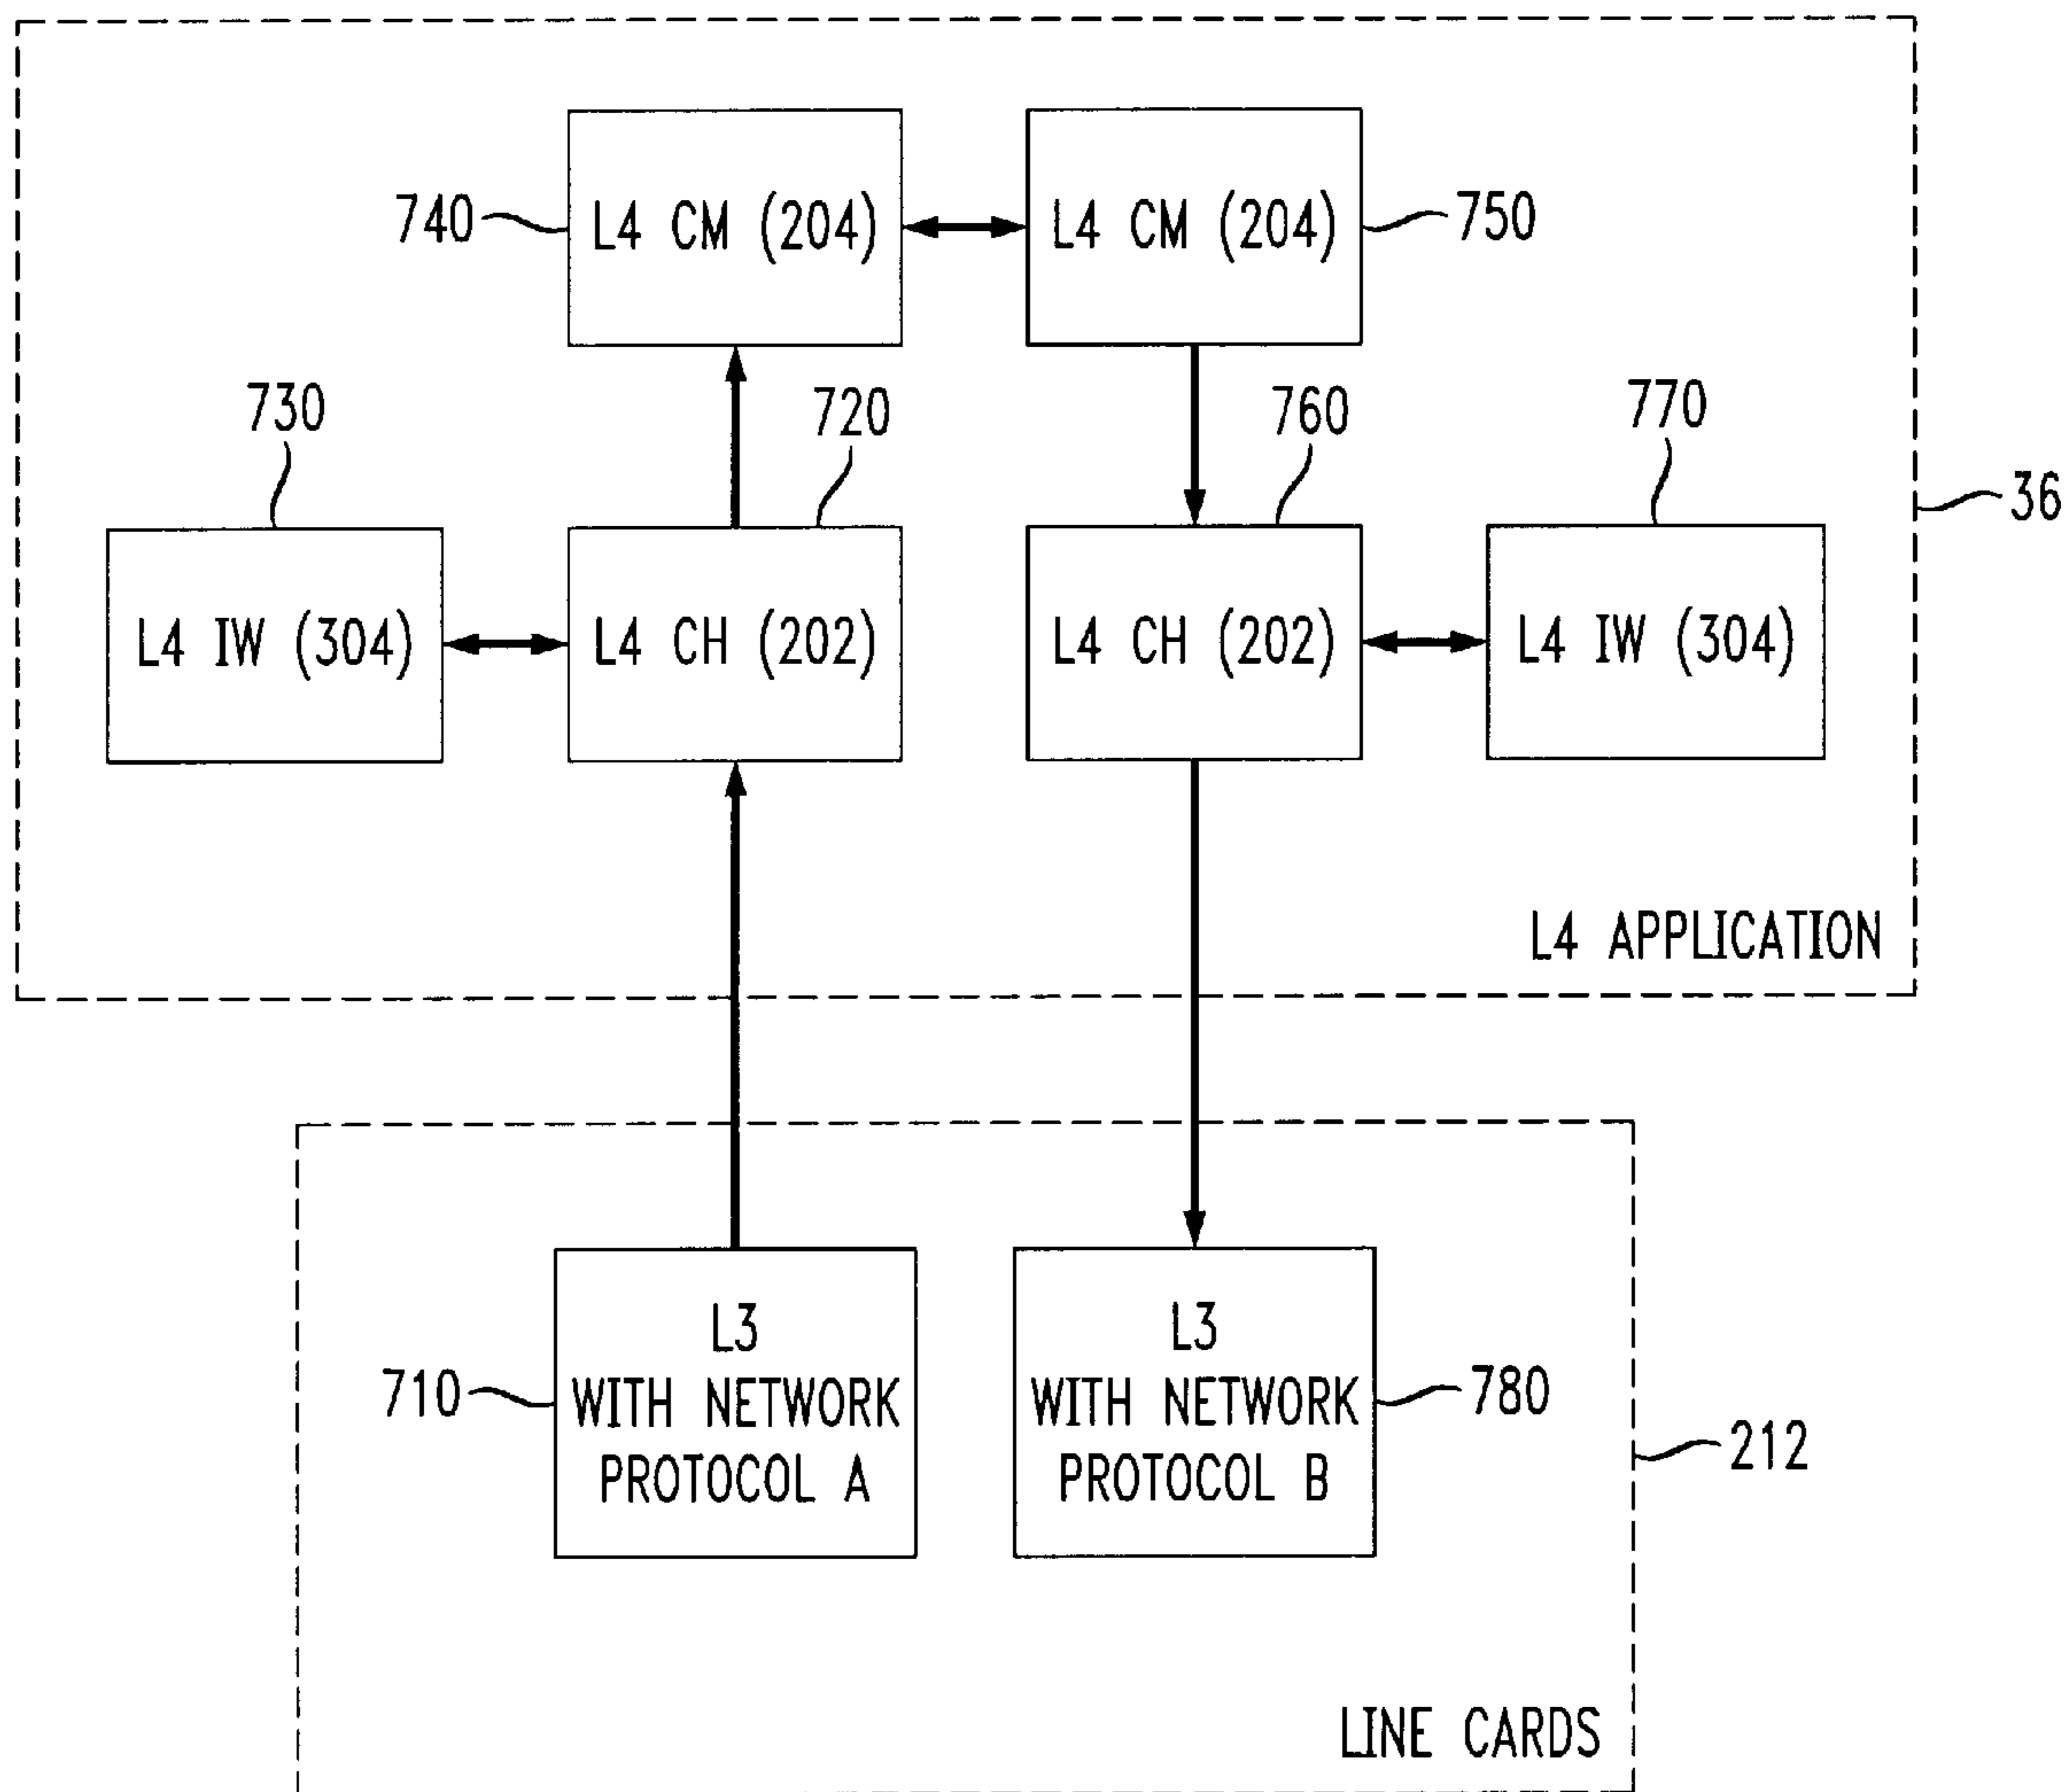 740
L4 CM (204)
L4 CM (204)
750
730
720
760
770
36
L4 IW (304)
L4 CH (202)
L4 CH (202)
L4 IW (304)
L4 APPLICATION
710
L3
WITH NETWORK
PROTOCOL A
L3
WITH NETWORK
PROTOCOL B
780
212
LINE CARDS